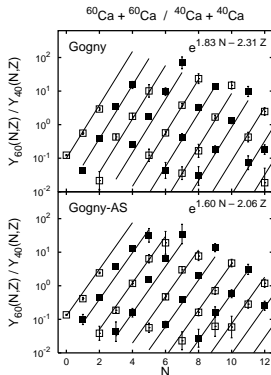 ⁶⁰Ca + ⁶⁰Ca / ⁴⁰Ca + ⁴⁰Ca
Gogny
e^1.83 N – 2.31 Z
Y₆₀(N,Z) / Y₄₀(N,Z)
10²
10¹
10⁰
10⁻¹
10⁻²
Gogny-AS
e^1.60 N – 2.06 Z
Y₆₀(N,Z) / Y₄₀(N,Z)
10²
10¹
10⁰
10⁻¹
10⁻²
0 2 4 6 8 10 12
N